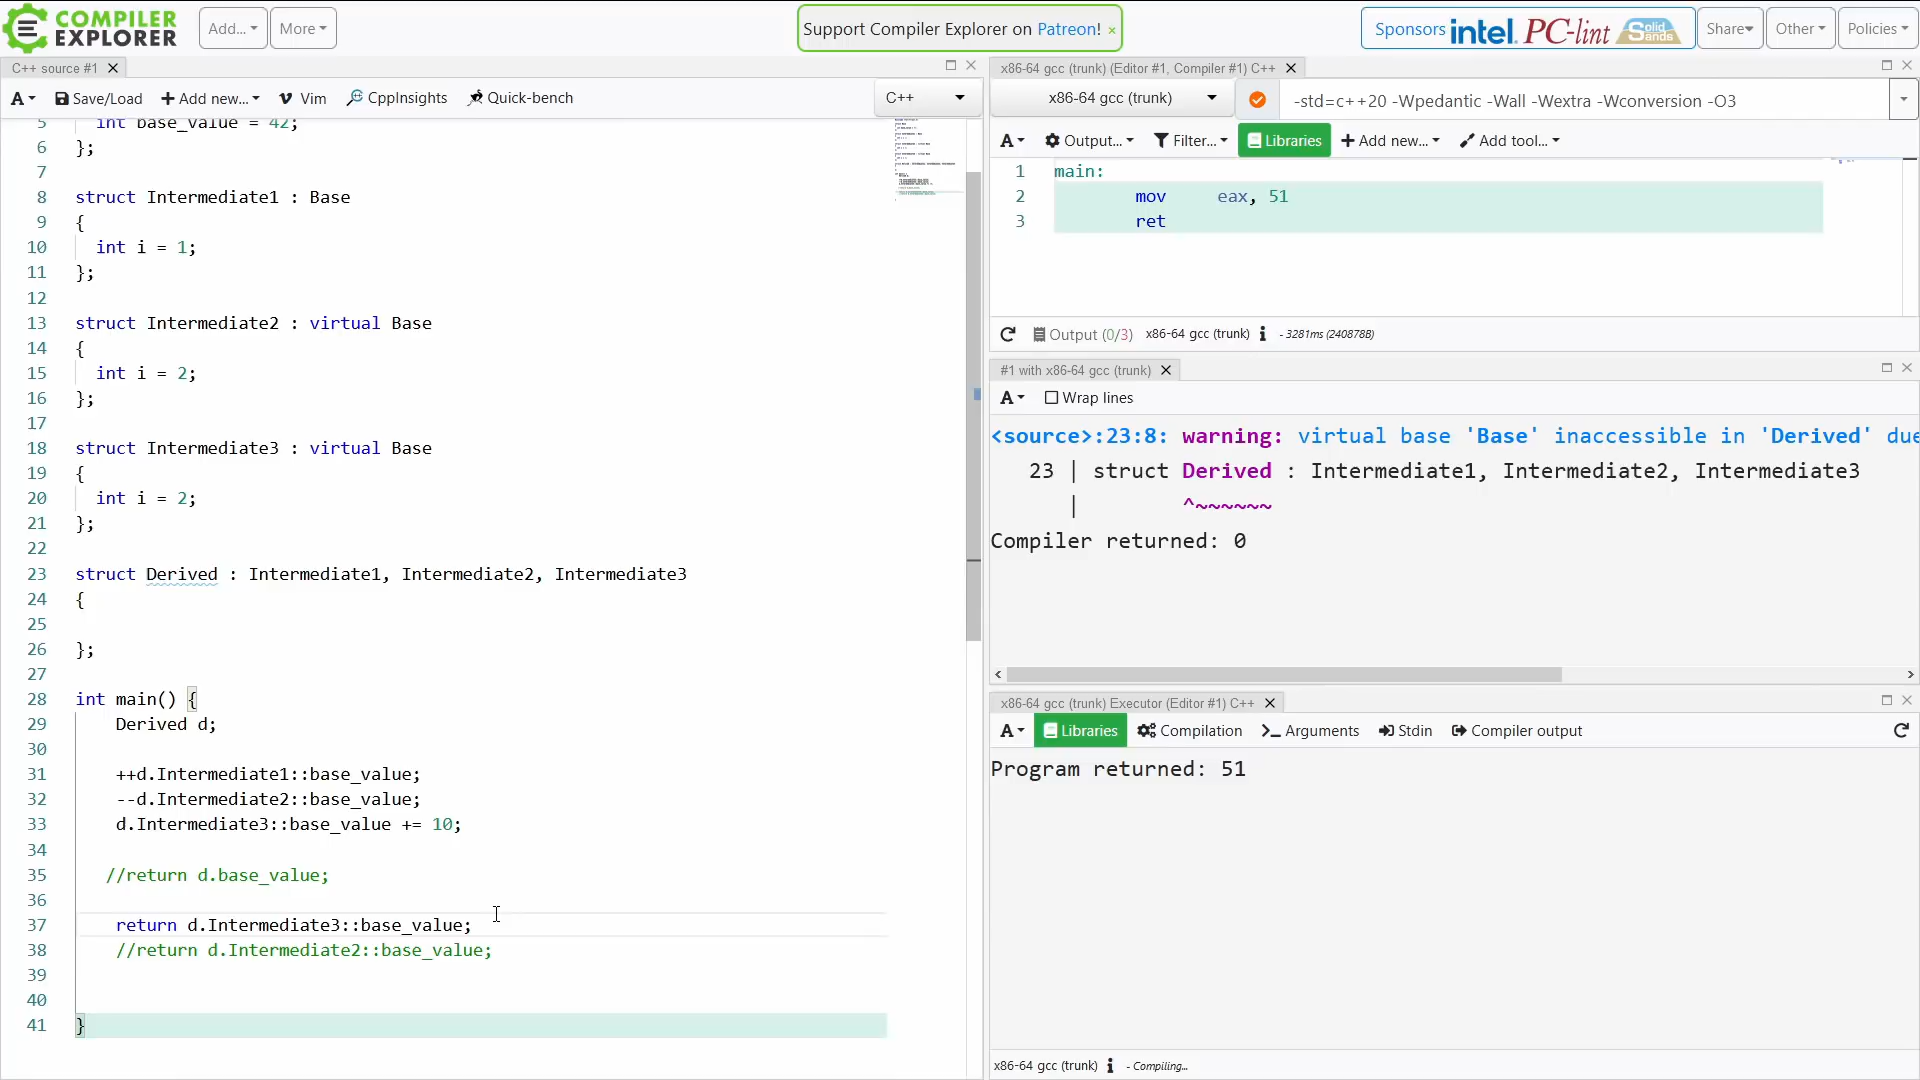 COMPILER
EXPLORER
Add...
More
Support Compiler Explorer on Patreon! ×
Sponsors intel. PC-lint Solid Sands
Share
Other
Policies
C++ source #1
A
Save/Load
Add new...
Vim
CppInsights
Quick-bench
C++
5 int base_value = 42;
6 };
7
8 struct Intermediate1 : Base
9 {
10 int i = 1;
11 };
12
13 struct Intermediate2 : virtual Base
14 {
15 int i = 2;
16 };
17
18 struct Intermediate3 : virtual Base
19 {
20 int i = 2;
21 };
22
23 struct Derived : Intermediate1, Intermediate2, Intermediate3
24 {
25
26 };
27
28 int main() {
29 Derived d;
30
31 ++d.Intermediate1::base_value;
32 --d.Intermediate2::base_value;
33 d.Intermediate3::base_value += 10;
34
35 //return d.base_value;
36
37 return d.Intermediate3::base_value;
38 //return d.Intermediate2::base_value;
39
40
41 }
x86-64 gcc (trunk) (Editor #1, Compiler #1) C++
x86-64 gcc (trunk)
-std=c++20 -Wpedantic -Wall -Wextra -Wconversion -O3
A
Output...
Filter...
Libraries
Add new...
Add tool...
1 main:
2 mov eax, 51
3 ret
Output (0/3) x86-64 gcc (trunk) i - 3281ms (240878B)
#1 with x86-64 gcc (trunk)
A
Wrap lines
<source>:23:8: warning: virtual base 'Base' inaccessible in 'Derived' due
23 | struct Derived : Intermediate1, Intermediate2, Intermediate3
| ^~~~~~~
Compiler returned: 0
x86-64 gcc (trunk) Executor (Editor #1) C++
A
Libraries
Compilation
Arguments
Stdin
Compiler output
Program returned: 51
x86-64 gcc (trunk) i - Compiling...